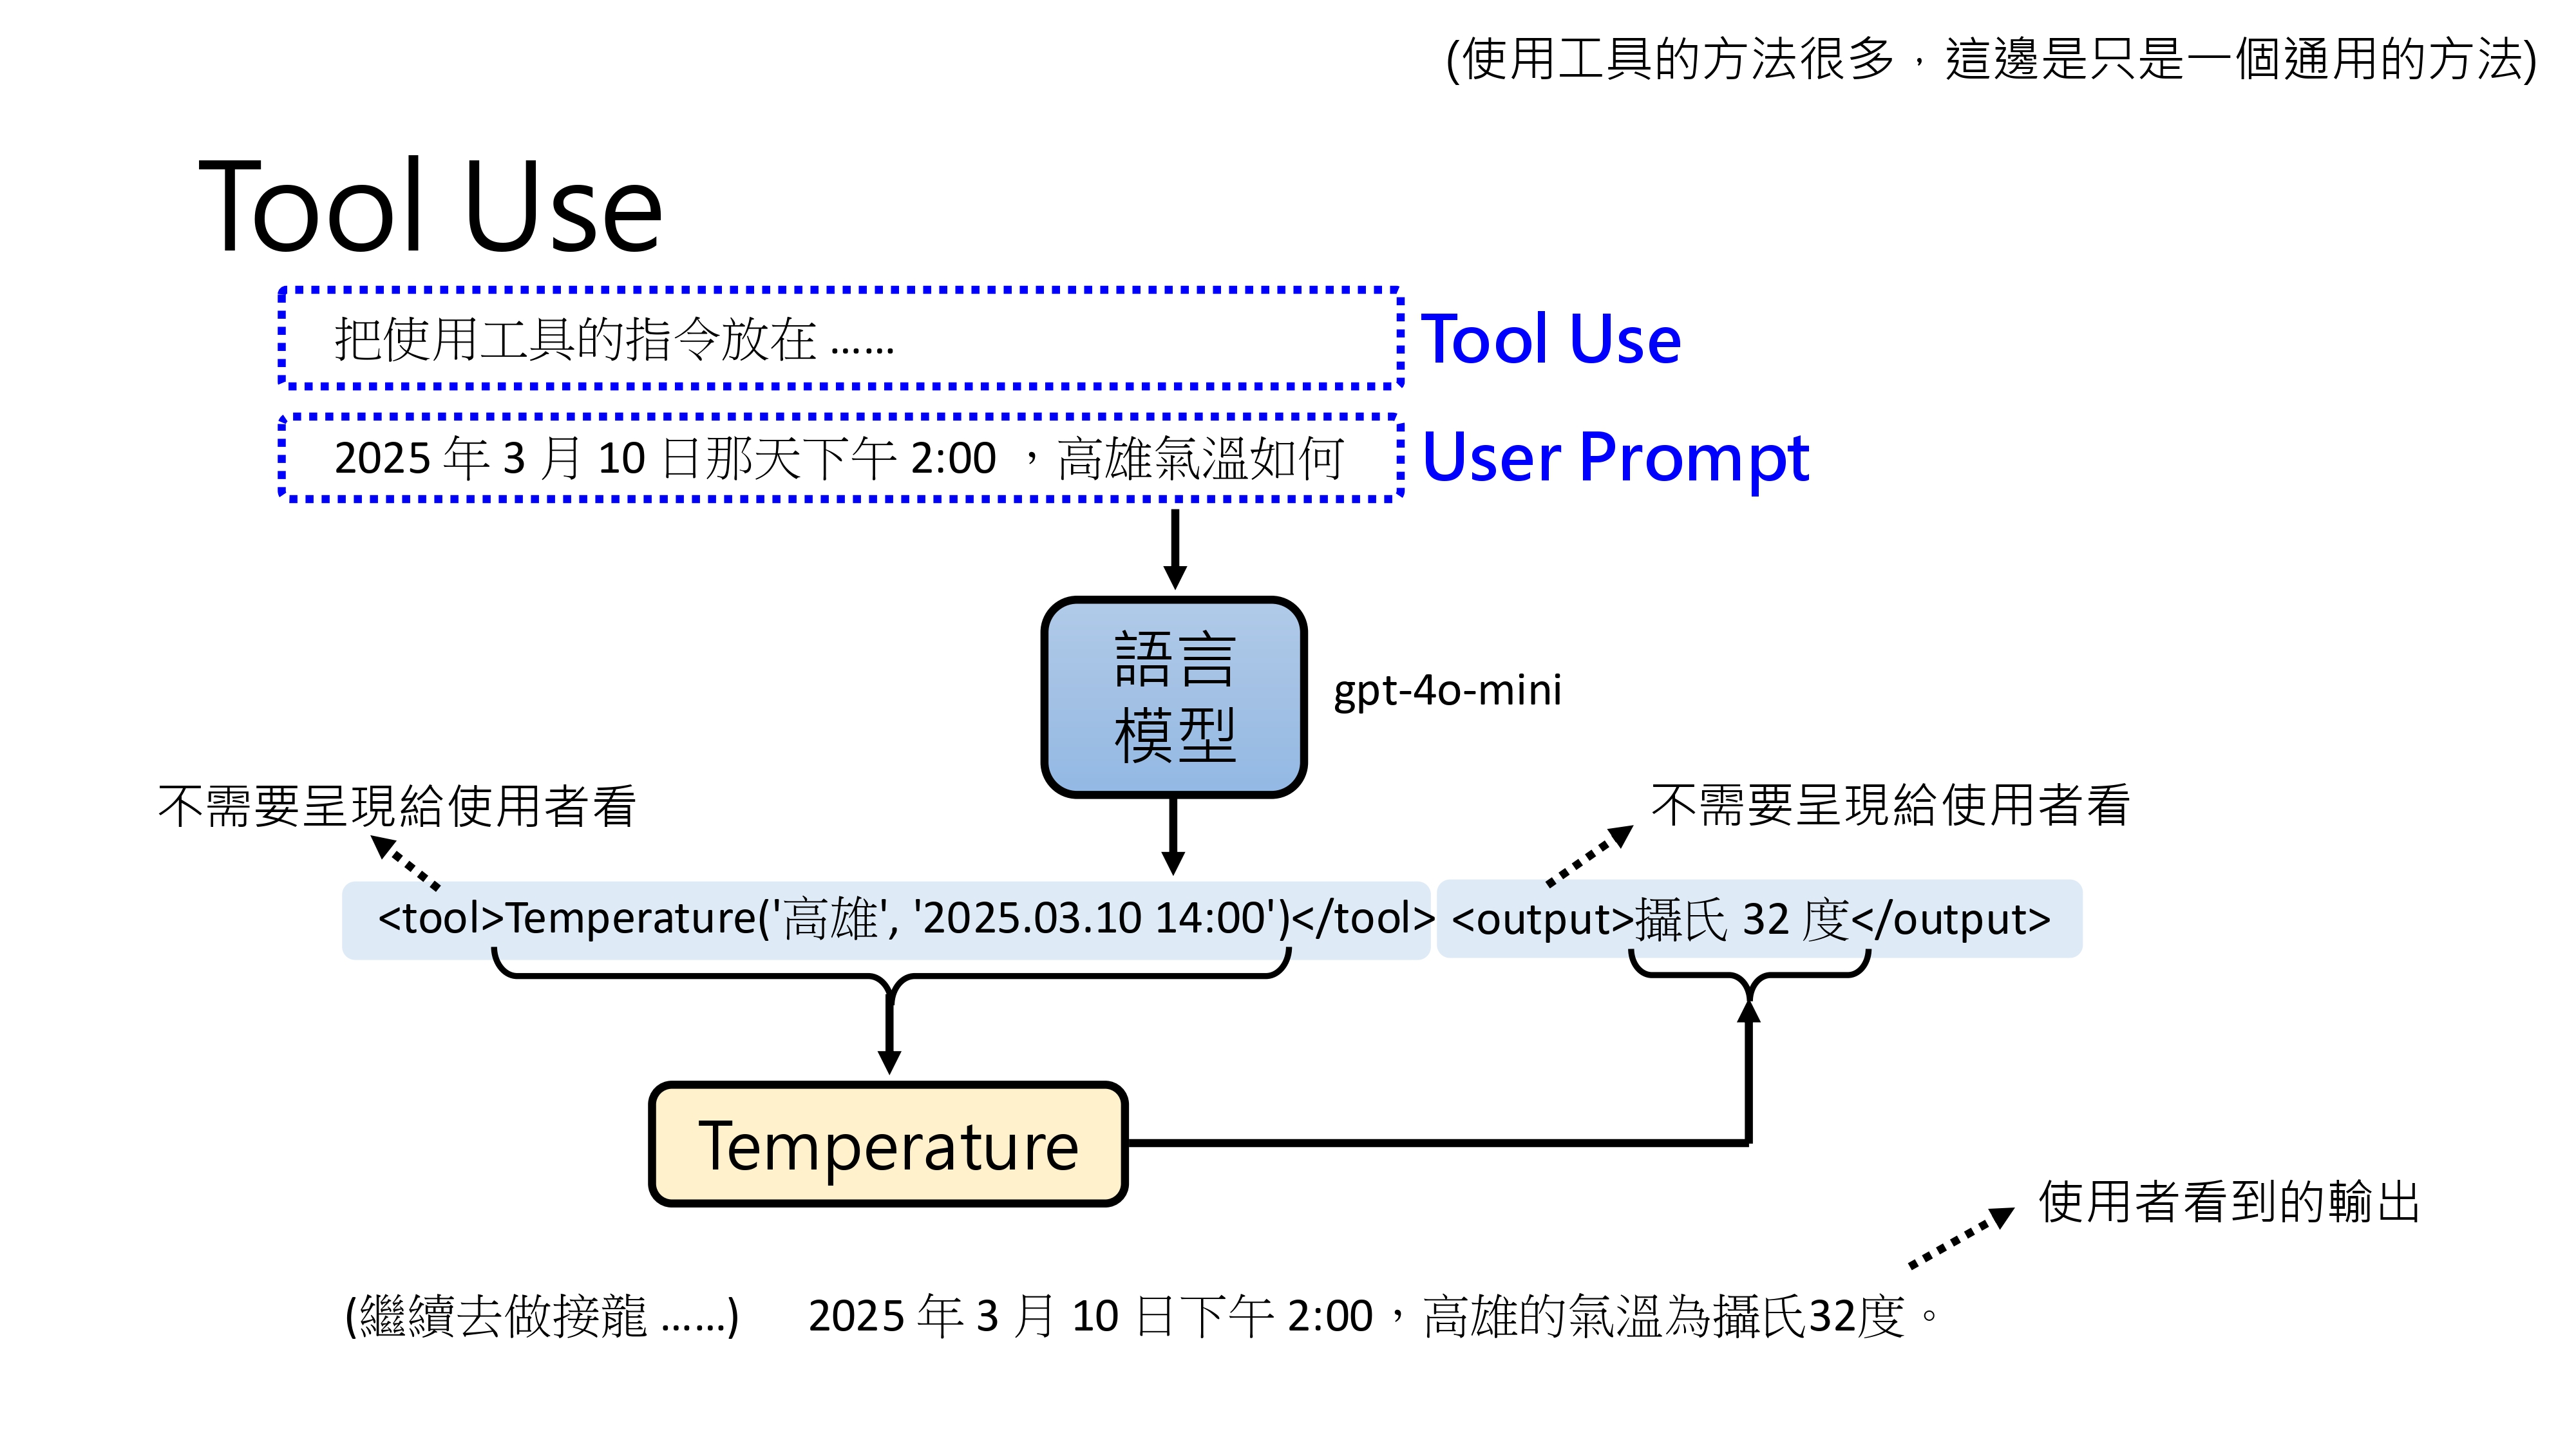 (使用工具的方法很多，這邊是只是一個通用的方法)
Tool Use
把使用工具的指令放在 ……
Tool Use
2025 年 3 月 10 日那天下午 2:00 ，高雄氣溫如何
User Prompt
語言
模型
gpt-4o-mini
不需要呈現給使用者看
不需要呈現給使用者看
<tool>Temperature('高雄', '2025.03.10 14:00')</tool>
<output>攝氏 32 度</output>
Temperature
使用者看到的輸出
(繼續去做接龍 ……)
2025 年 3 月 10 日下午 2:00，高雄的氣溫為攝氏32度。